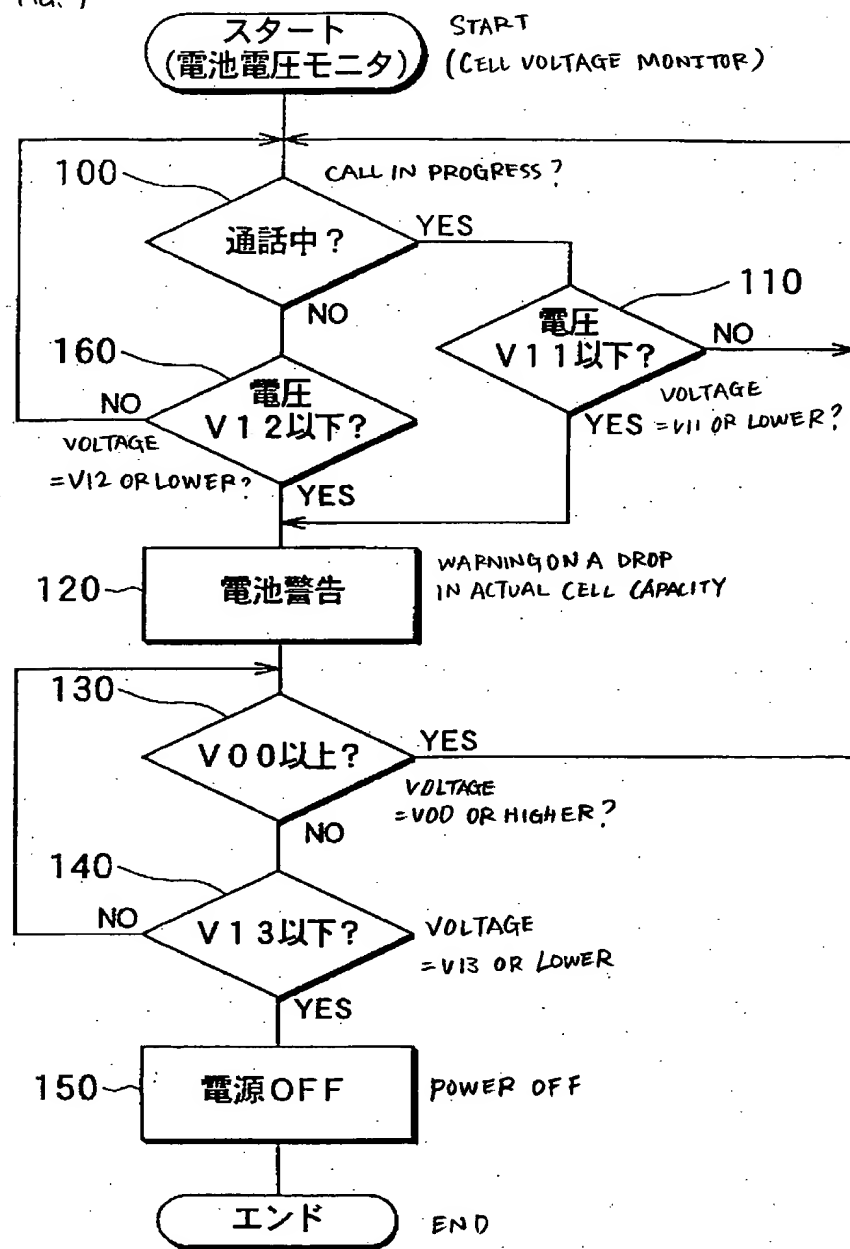 スタート
(電池電圧モニタ)
START
(CELL VOLTAGE MONITOR)
100
CALL IN PROGRESS?
通話中?
YES
NO
110
電圧
V11以下?
NO
VOLTAGE
YES =V11 OR LOWER?
160
電圧
V12以下?
NO
VOLTAGE
=V12 OR LOWER?
YES
120
電池警告
WARNING ON A DROP
IN ACTUAL CELL CAPACITY
130
V00以上?
YES
VOLTAGE
=V00 OR HIGHER?
NO
140
NO
V13以下?
VOLTAGE
=V13 OR LOWER
YES
150
電源OFF
POWER OFF
エンド
END